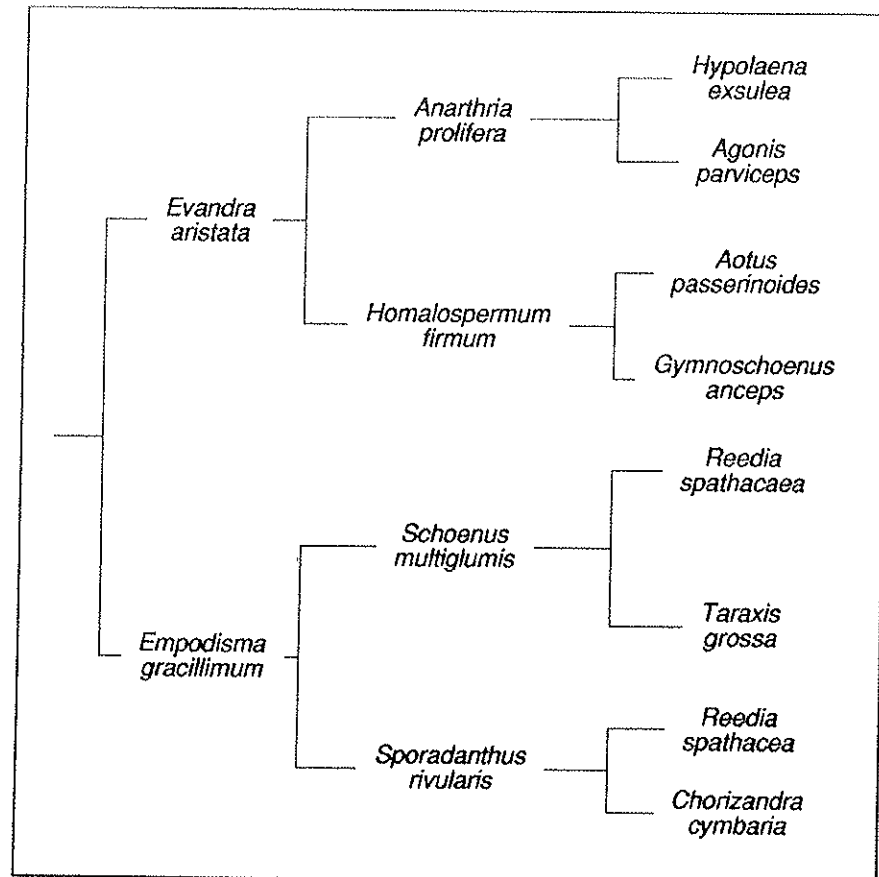 Hypolaena
exsulea
Anarthria
prolifera
Agonis
parviceps
Evandra
aristata
Aotus
passerinoides
Homalospermum
firmum
Gymnoschoenus
anceps
Reedia
spathacaea
Schoenus
multiglumis
Taraxis
grossa
Empodisma
gracillimum
Reedia
spathacea
Sporadanthus
rivularis
Chorizandra
cymbaria